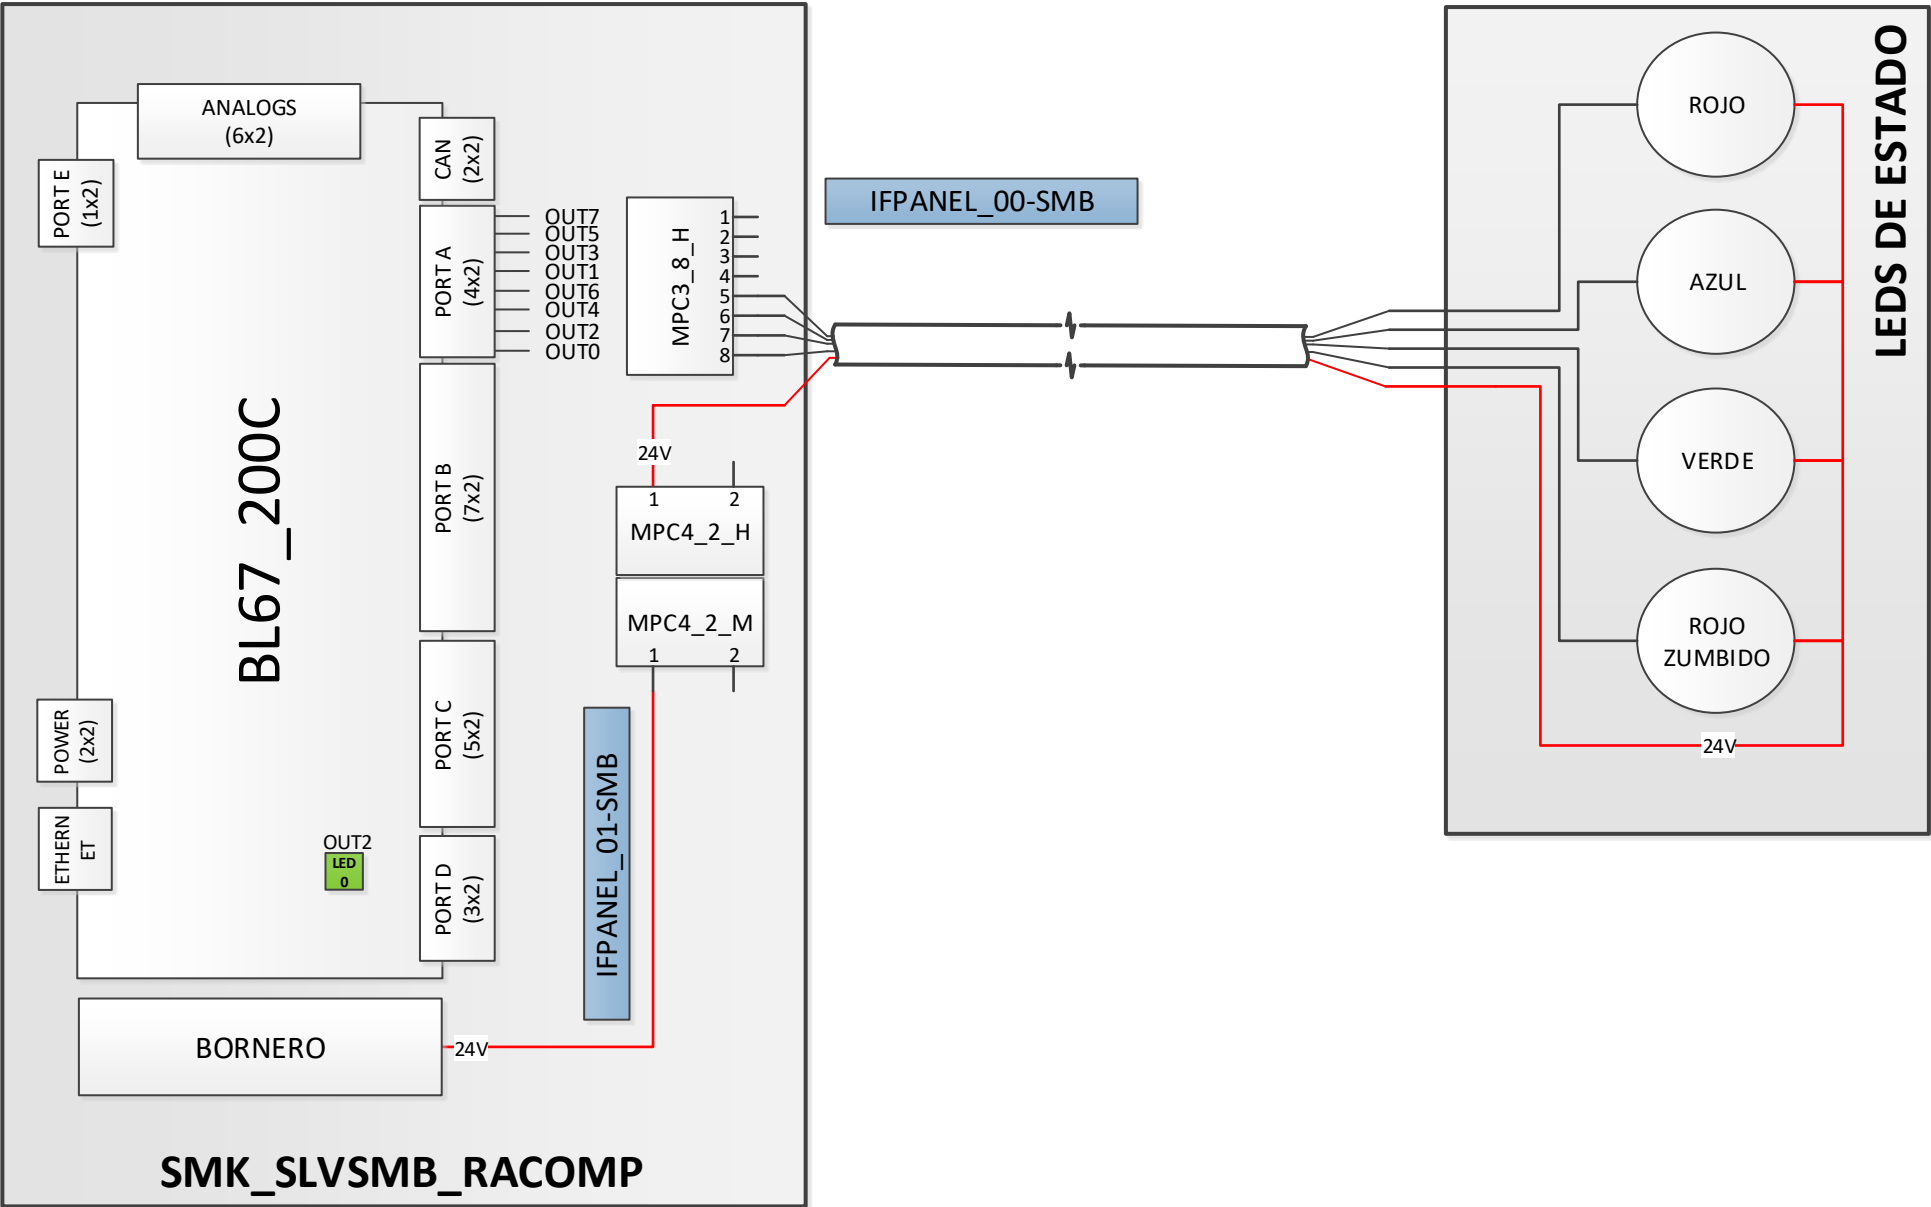 ANALOGS
(6x2)
PORT E
(1x2)
CAN
(2x2)
PORT A
(4x2)
OUT7
OUT5
OUT3
OUT1
OUT6
OUT4
OUT2
OUT0
MPC3_8_H
1
2
3
4
5
6
7
8
IFPANEL_00-SMB
BL67_200C
PORT B
(7x2)
24V
1 2
MPC4_2_H
MPC4_2_M
1 2
POWER
(2x2)
PORT C
(5x2)
ETHERN
ET
OUT2
LED
0
PORT D
(3x2)
IFPANEL_01-SMB
BORNERO
24V
SMK_SLVSMB_RACOMP
LEDS DE ESTADO
ROJO
AZUL
VERDE
ROJO
ZUMBIDO
24V